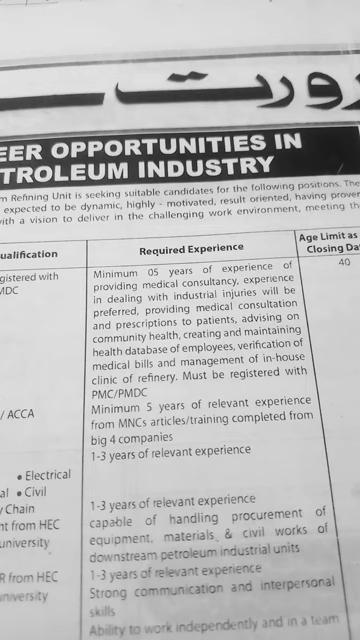 ضرورت
EER OPPORTUNITIES IN
TROLEUM INDUSTRY
m Refining Unit is seeking suitable candidates for the following positions. The
expected to be dynamic, highly - motivated, result oriented, having proven
with a vision to deliver in the challenging work environment, meeting th
ualification
Required Experience
Age Limit as
Closing Da
gistered with
MDC
Minimum 05 years of experience of
providing medical consultancy, experience
in dealing with industrial injuries will be
preferred, providing medical consultation
and prescriptions to patients, advising on
community health, creating and maintaining
health database of employees, verification of
medical bills and management of in-house
clinic of refinery. Must be registered with
PMC/PMDC
40
/ ACCA
Minimum 5 years of relevant experience
from MNCs articles/training completed from
big 4 companies
1-3 years of relevant experience
• Electrical
al • Civil
y Chain
nt from HEC
university
1-3 years of relevant experience
capable of handling procurement of
equipment, materials & civil works of
downstream petroleum industrial units
R from HEC
university
1-3 years of relevant experience
Strong communication and interpersonal
skills
Ability to work independently and in a team